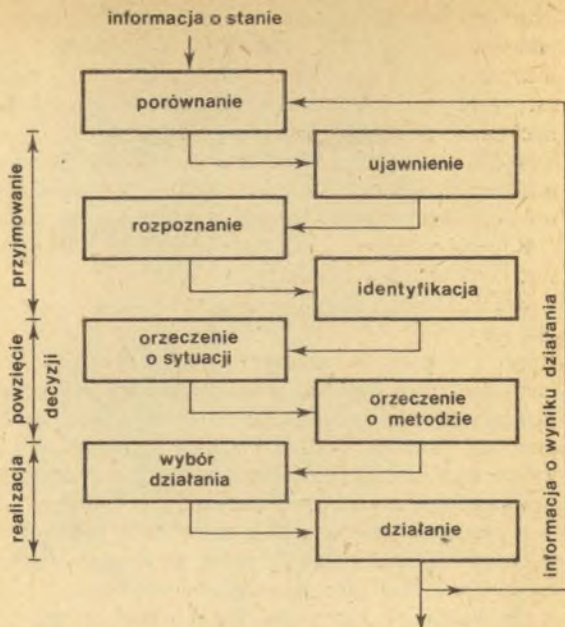 informacja o stanie
porównanie
ujawnienie
rozpoznanie
identyfikacja
orzeczenie
o sytuacji
orzeczenie
o metodzie
wybór
działania
działanie
przyjmowanie
powzięcie
decyzji
realizacja
informacja o wyniku działania